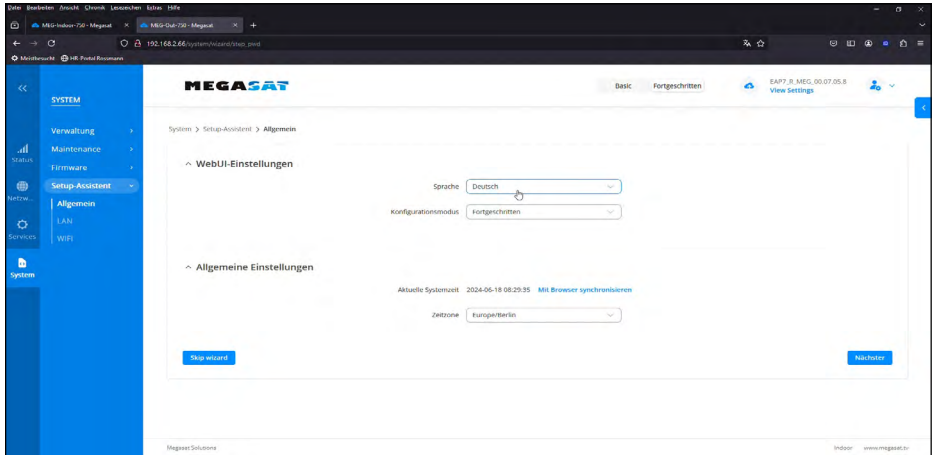 Datei Bearbeiten Ansicht Chronik Lesezeichen Extras Hilfe
MEG-Indoor-750 - Megasat
MEG-Out-750 - Megasat
192.168.2.66/system/wizard/step_pwd
Meistbesucht HR-Portal Rossmann
MEGASAT
Basic Fortgeschritten
EAP7_R_MEG_00.07.05.8
View Settings
SYSTEM
Verwaltung
Maintenance
Firmware
Setup-Assistent
Allgemein
LAN
WIFI
Status
Netzw...
Services
System
System > Setup-Assistent > Allgemein
WebUI-Einstellungen
Sprache Deutsch
Konfigurationsmodus Fortgeschritten
Allgemeine Einstellungen
Aktuelle Systemzeit 2024-06-18 08:29:35 Mit Browser synchronisieren
Zeitzone Europe/Berlin
Skip wizard Nächster
Megasat Solutions Indoor www.megasat.tv